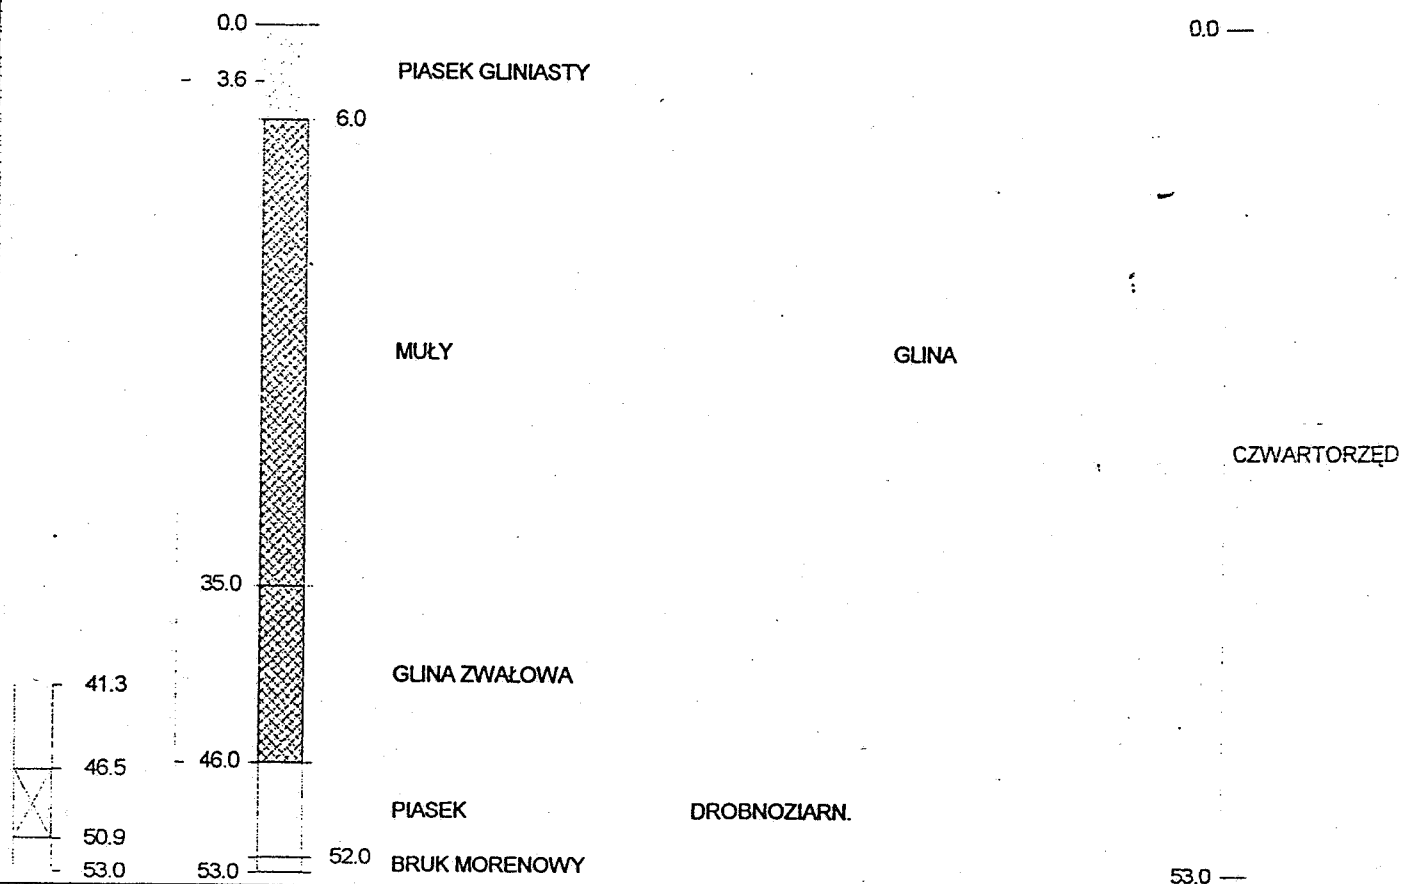 0.0 0.0
3.6 PIASEK GLINIASTY
6.0
MUŁY GLINA
CZWARTORZĘD
35.0
GLINA ZWAŁOWA
41.3
46.0
46.5
PIASEK DROBNOZIARN.
50.9
52.0 BRUK MORENOWY
53.0 53.0 53.0